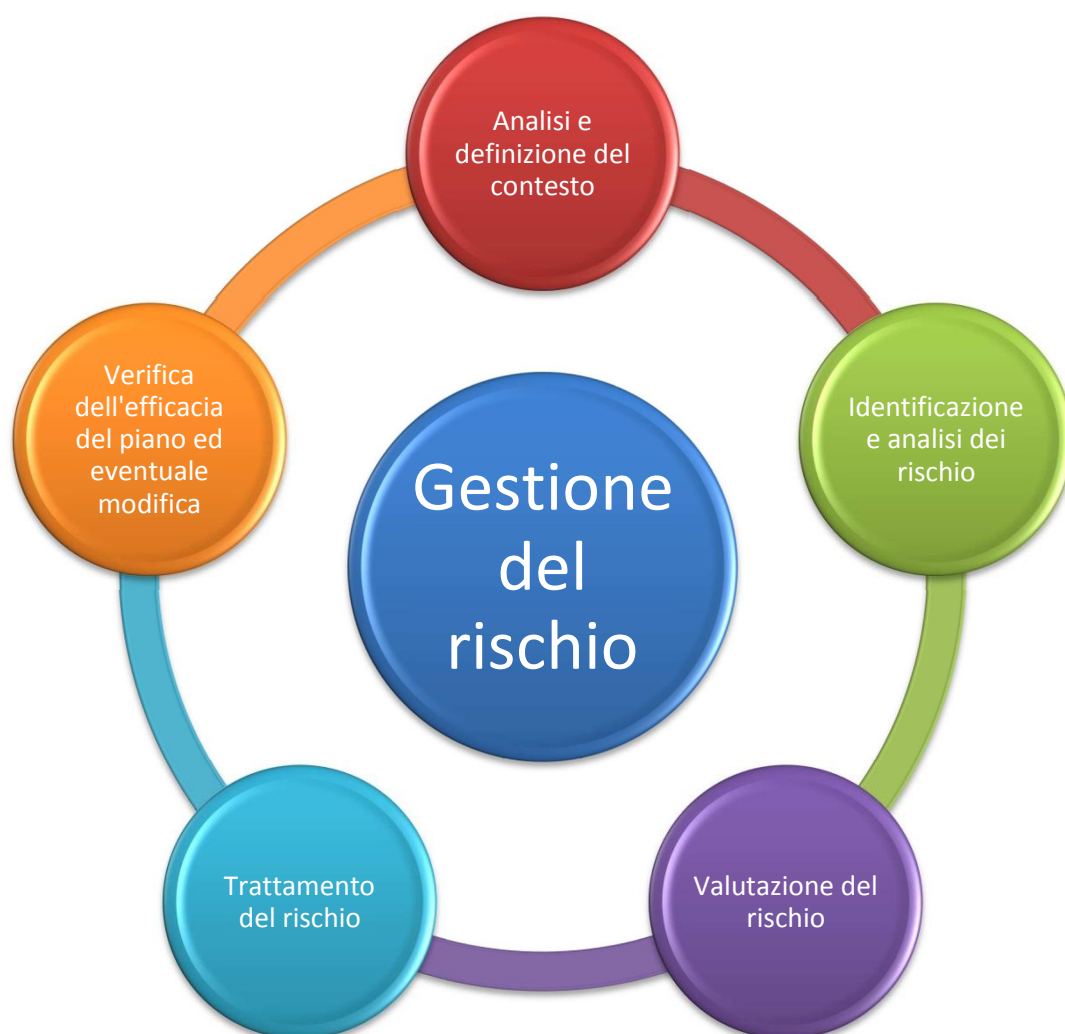 Analisi e
definizione del
contesto
Identificazione
e analisi dei
rischio
Valutazione del
rischio
Trattamento
del rischio
Verifica
dell'efficacia
del piano ed
eventuale
modifica
Gestione
del
rischio